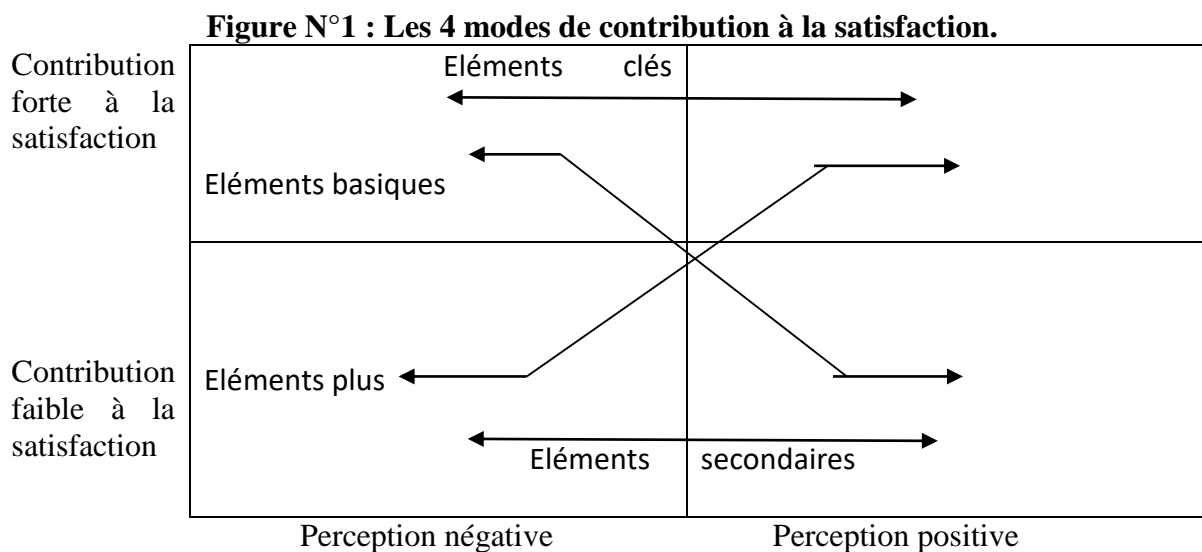 Figure N°1 : Les 4 modes de contribution à la satisfaction.
Contribution
forte à la
satisfaction
Eléments clés
Eléments basiques
Contribution
faible à la
satisfaction
Eléments plus
Eléments secondaires
Perception négative Perception positive